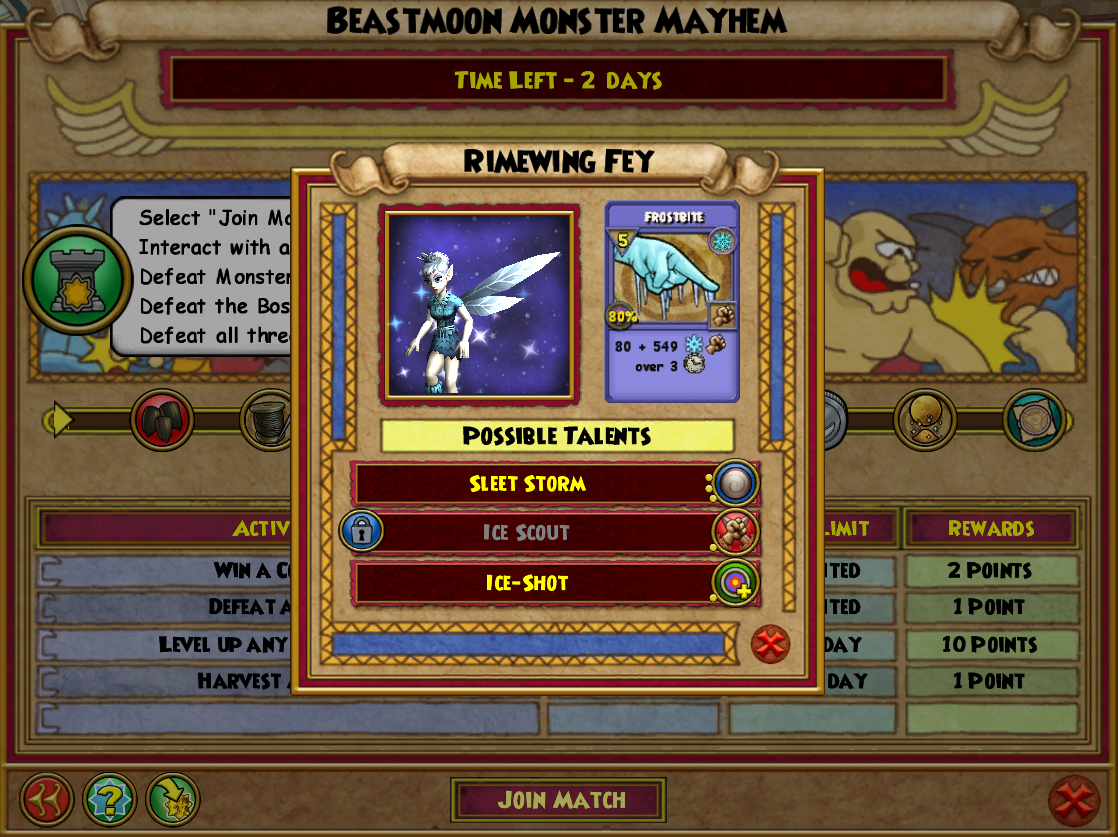 BEASTMOON MONSTER MAYHEM
TIME LEFT - 2 DAYS
RIMEWING FEY
Select "Join
Interact with a
Defeat Monster
Defeat the Bos
Defeat all thre
FROSTBITE
5
80%
80 + 549
over 3
POSSIBLE TALENTS
SLEET STORM
ICE SCOUT
ICE-SHOT
ACTIV
LIMIT
REWARDS
WIN A CO
ITED
2 POINTS
DEFEAT A
ITED
1 POINT
LEVEL UP ANY
DAY
10 POINTS
HARVEST
DAY
1 POINT
?
JOIN MATCH